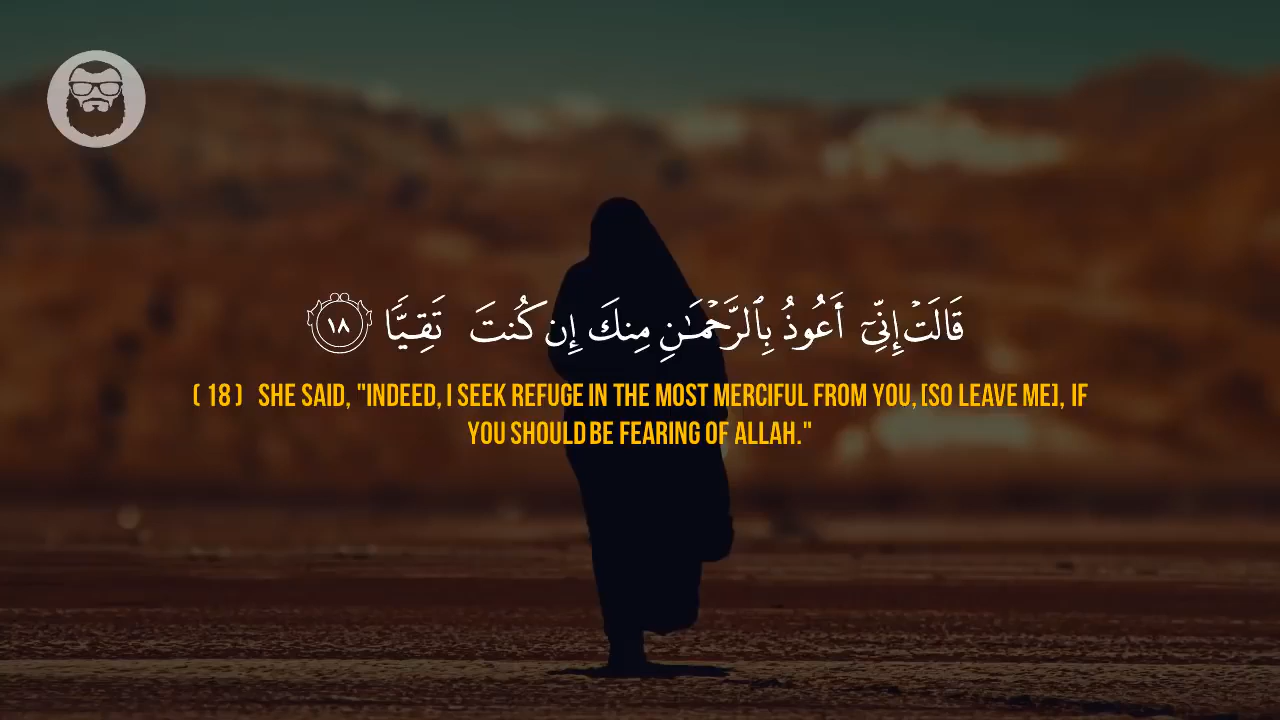 قَالَتْ إِنِّىٓ أَعُوذُ بِٱلرَّحْمَـٰنِ مِنكَ إِن كُنتَ تَقِيًّا ١٨
( 18 ) SHE SAID, "INDEED, I SEEK REFUGE IN THE MOST MERCIFUL FROM YOU, [SO LEAVE ME], IF
YOU SHOULD BE FEARING OF ALLAH."